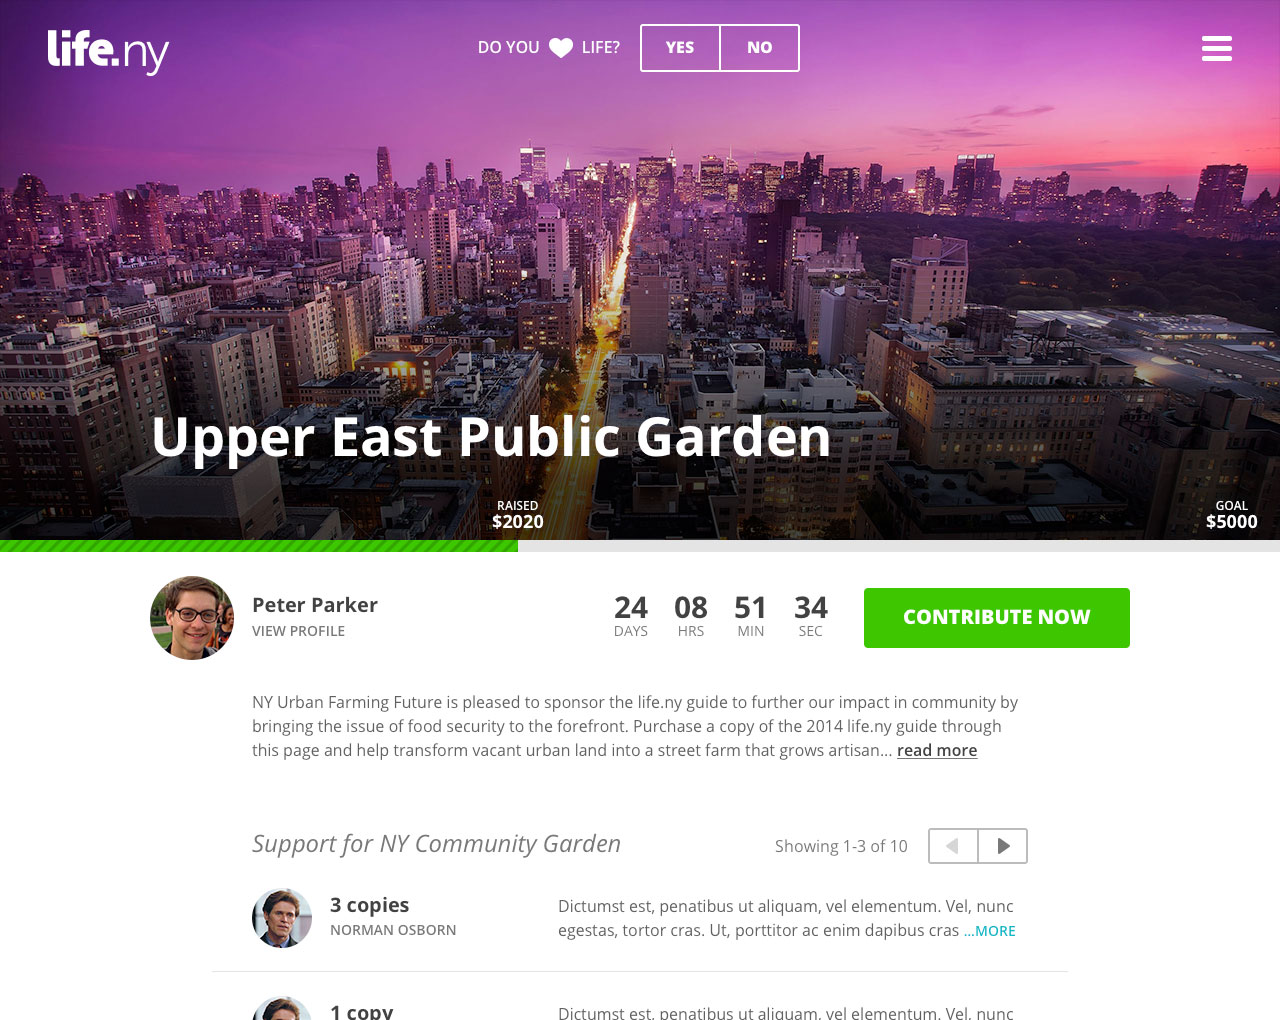 life.ny
DO YOU LIFE?
YES
NO
Upper East Public Garden
RAISED
$2020
GOAL
$5000
Peter Parker
VIEW PROFILE
24 08 51 34
DAYS HRS MIN SEC
CONTRIBUTE NOW
NY Urban Farming Future is pleased to sponsor the life.ny guide to further our impact in community by
bringing the issue of food security to the forefront. Purchase a copy of the 2014 life.ny guide through
this page and help transform vacant urban land into a street farm that grows artisan... read more
Support for NY Community Garden
Showing 1-3 of 10
3 copies
NORMAN OSBORN
Dictumst est, penatibus ut aliquam, vel elementum. Vel, nunc
egestas, tortor cras. Ut, porttitor ac enim dapibus cras ...MORE
1 copy
Dictumst est, penatibus ut aliquam, vel elementum. Vel, nunc